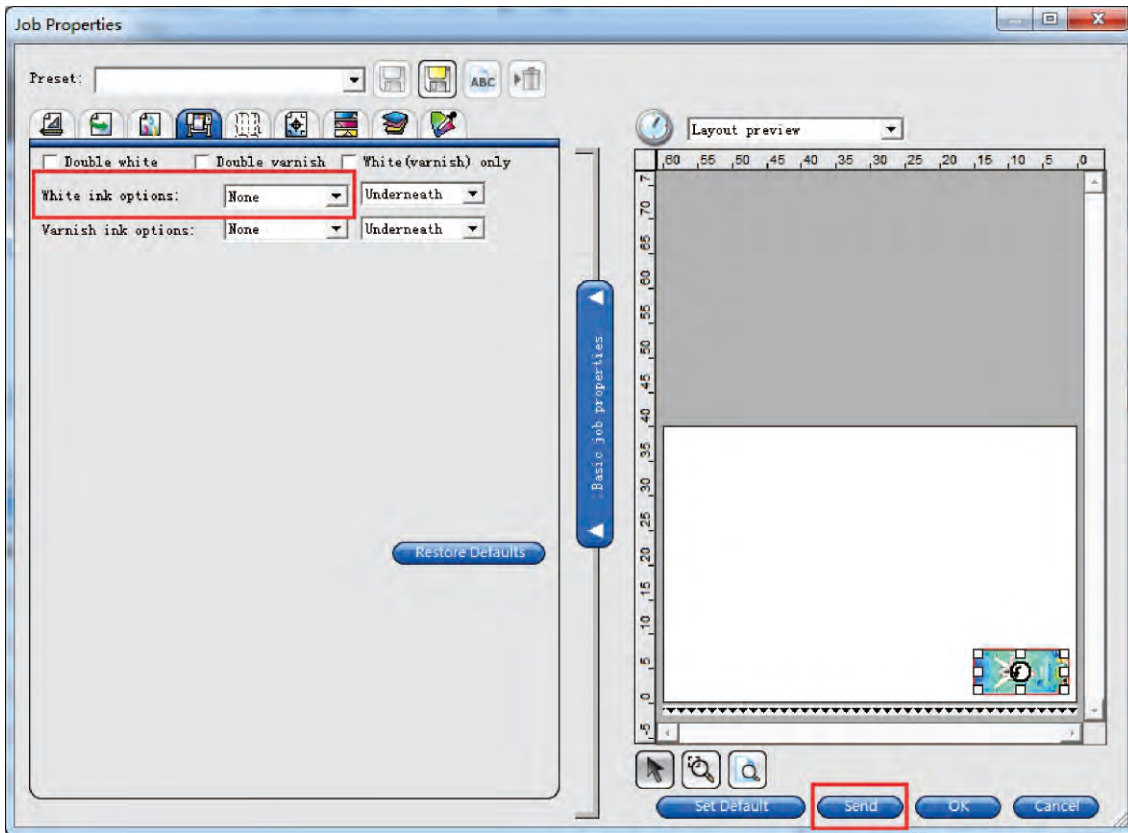 Job Properties
Preset:
ABC
Layout preview
Double white Double varnish White(varnish) only
White ink options: None Underneath
Varnish ink options: None Underneath
60 55 50 45 40 35 30 25 20 15 10 5 0
7
70
65
60
55
50
45
40
35
30
25
20
15
10
5
0
-5
Basic job properties
Restore Defaults
Set Default Send OK Cancel